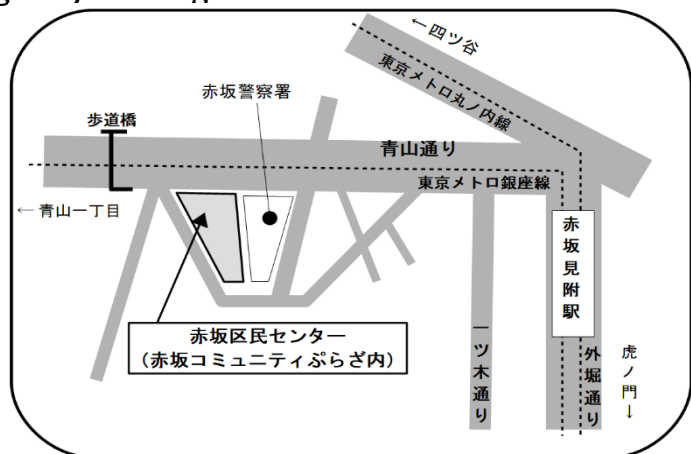 ←四ツ谷
東京メトロ丸ノ内線
赤坂警察署
歩道橋
青山通り
東京メトロ銀座線
← 青山一丁目
赤坂見附駅
赤坂区民センター
（赤坂コミュニティぷらざ内）
一ツ木通り
外堀通り
虎ノ門→